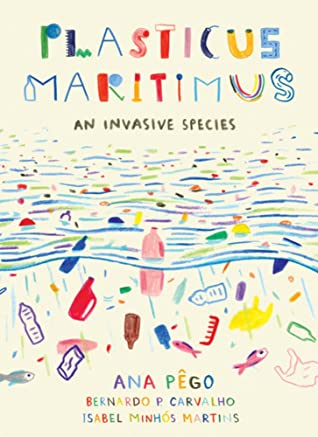 PLASTICUS
MARITIMUS
AN INVASIVE SPECIES
ANA PÊGO
BERNARDO P. CARVALHO
ISABEL MINHÓS MARTINS